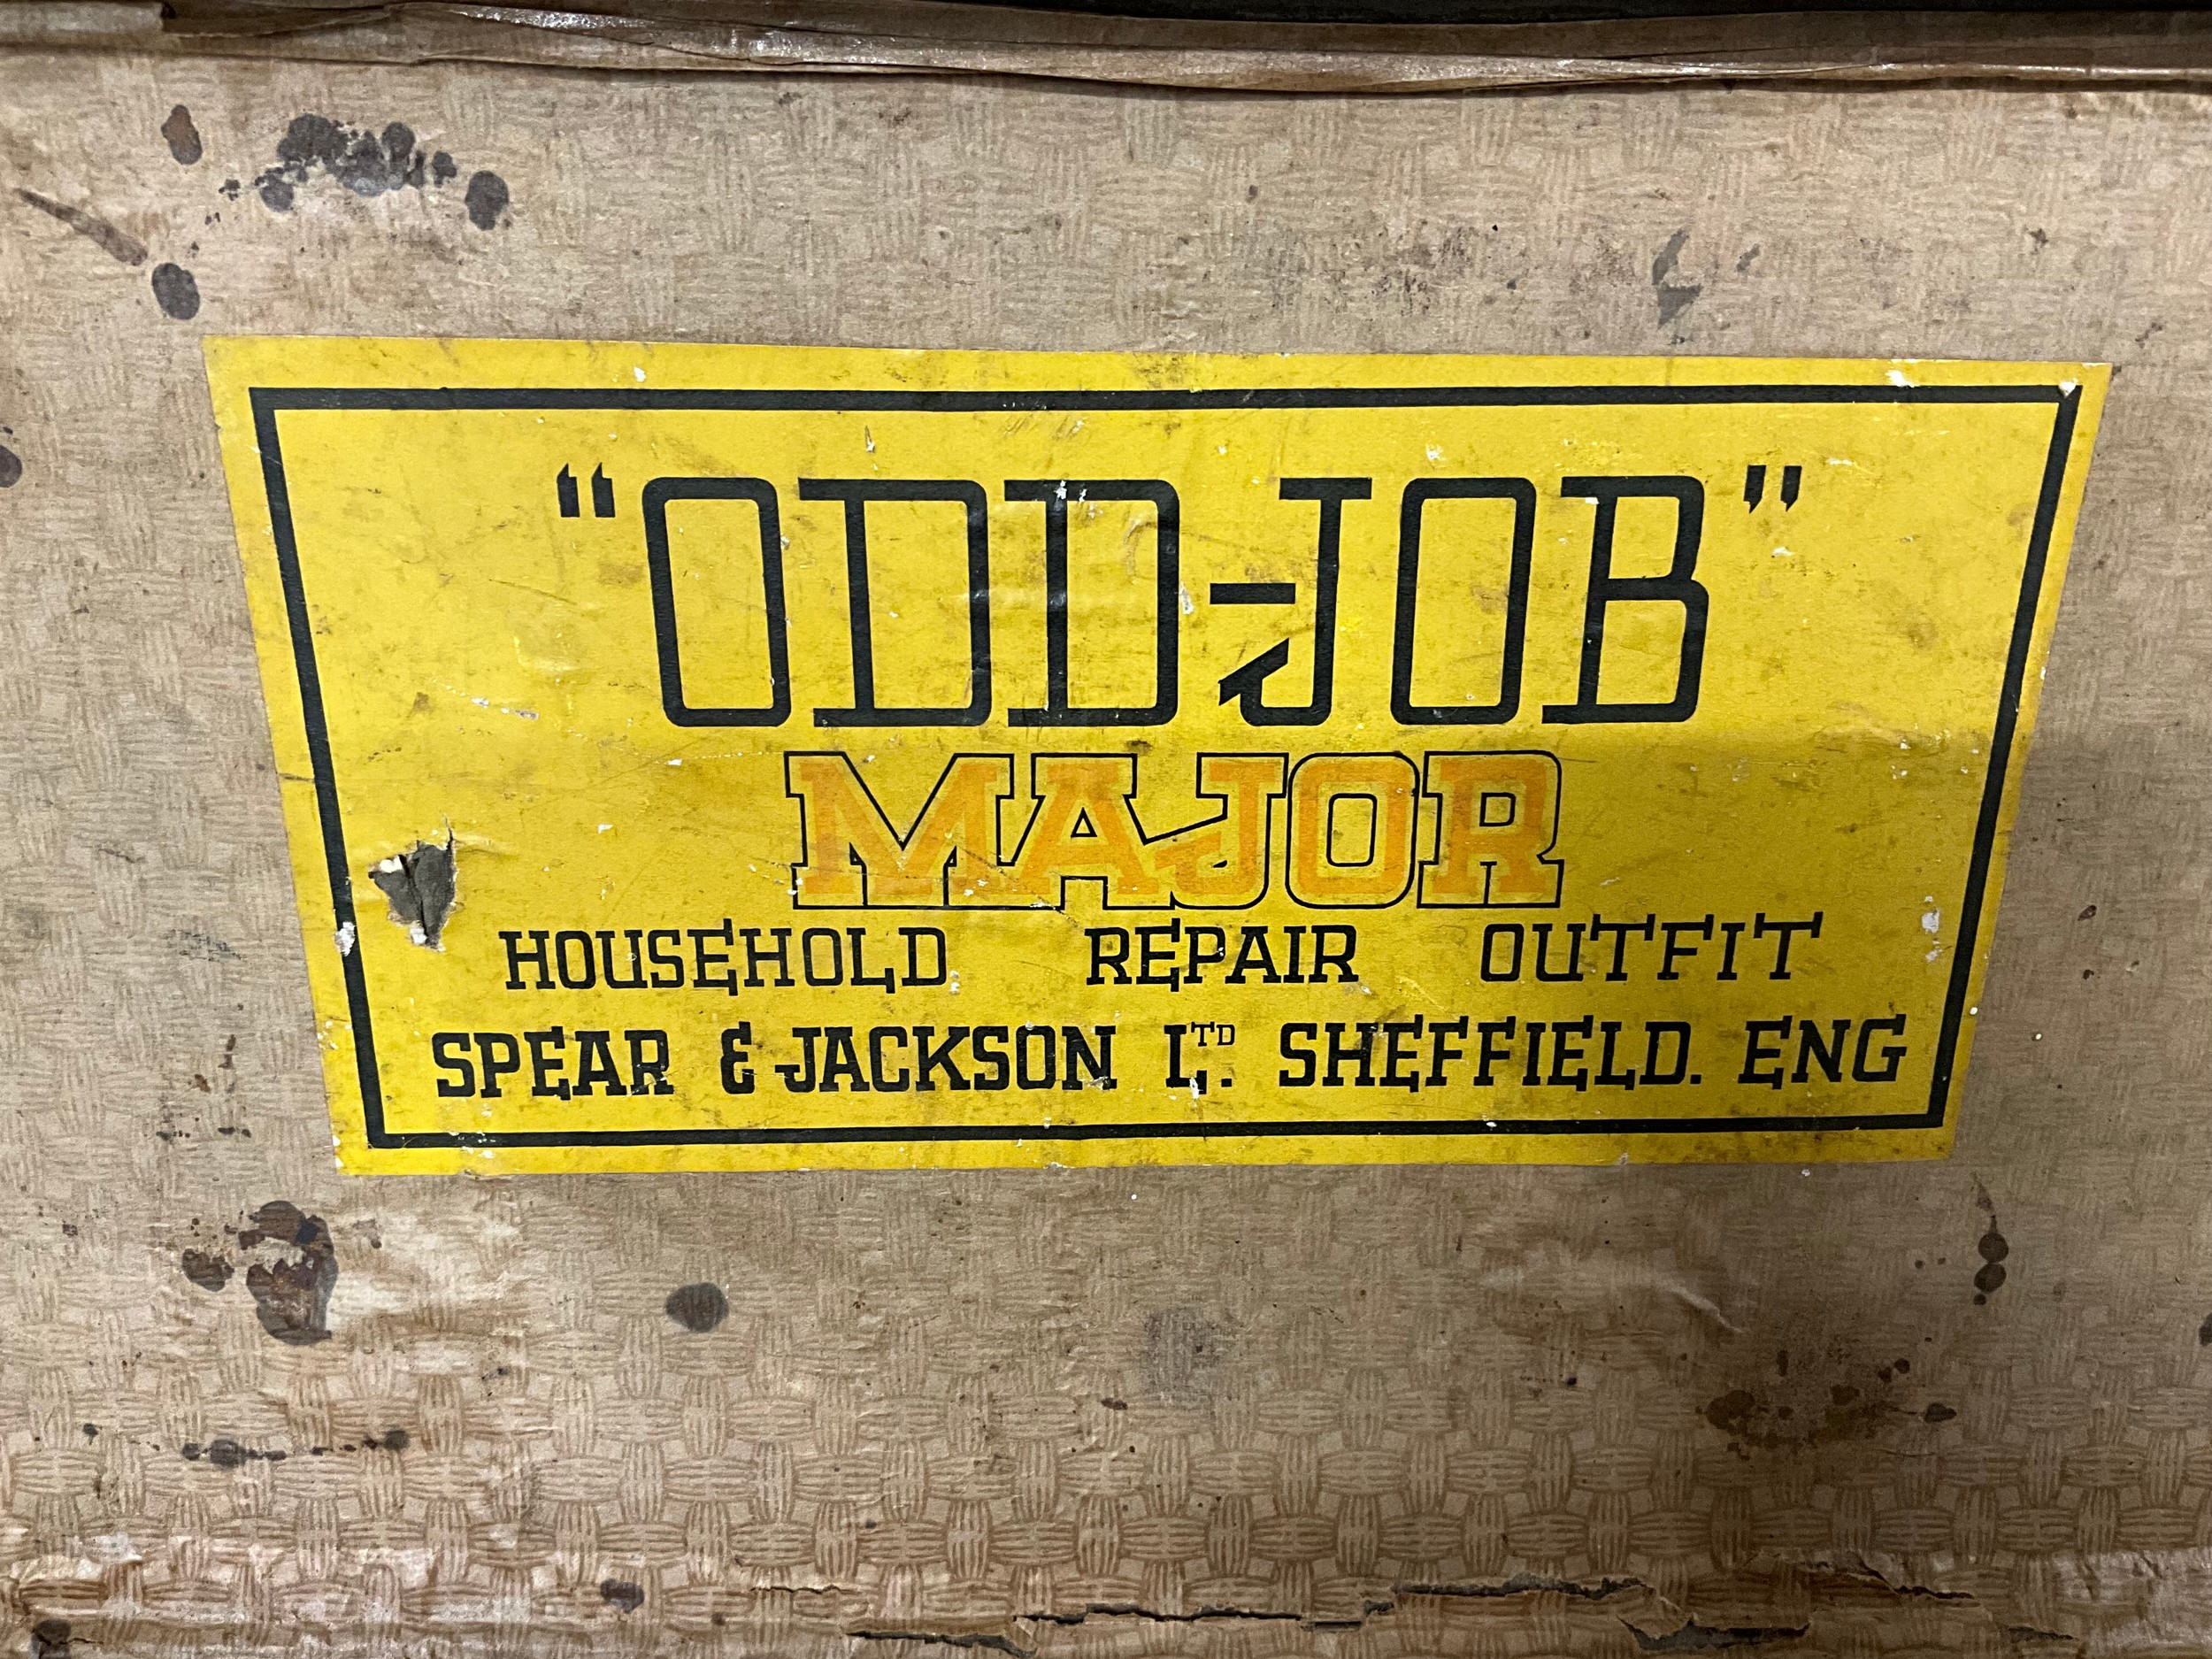 "ODD-JOB"
MAJOR
HOUSEHOLD REPAIR OUTFIT
SPEAR & JACKSON LTD. SHEFFIELD. ENG